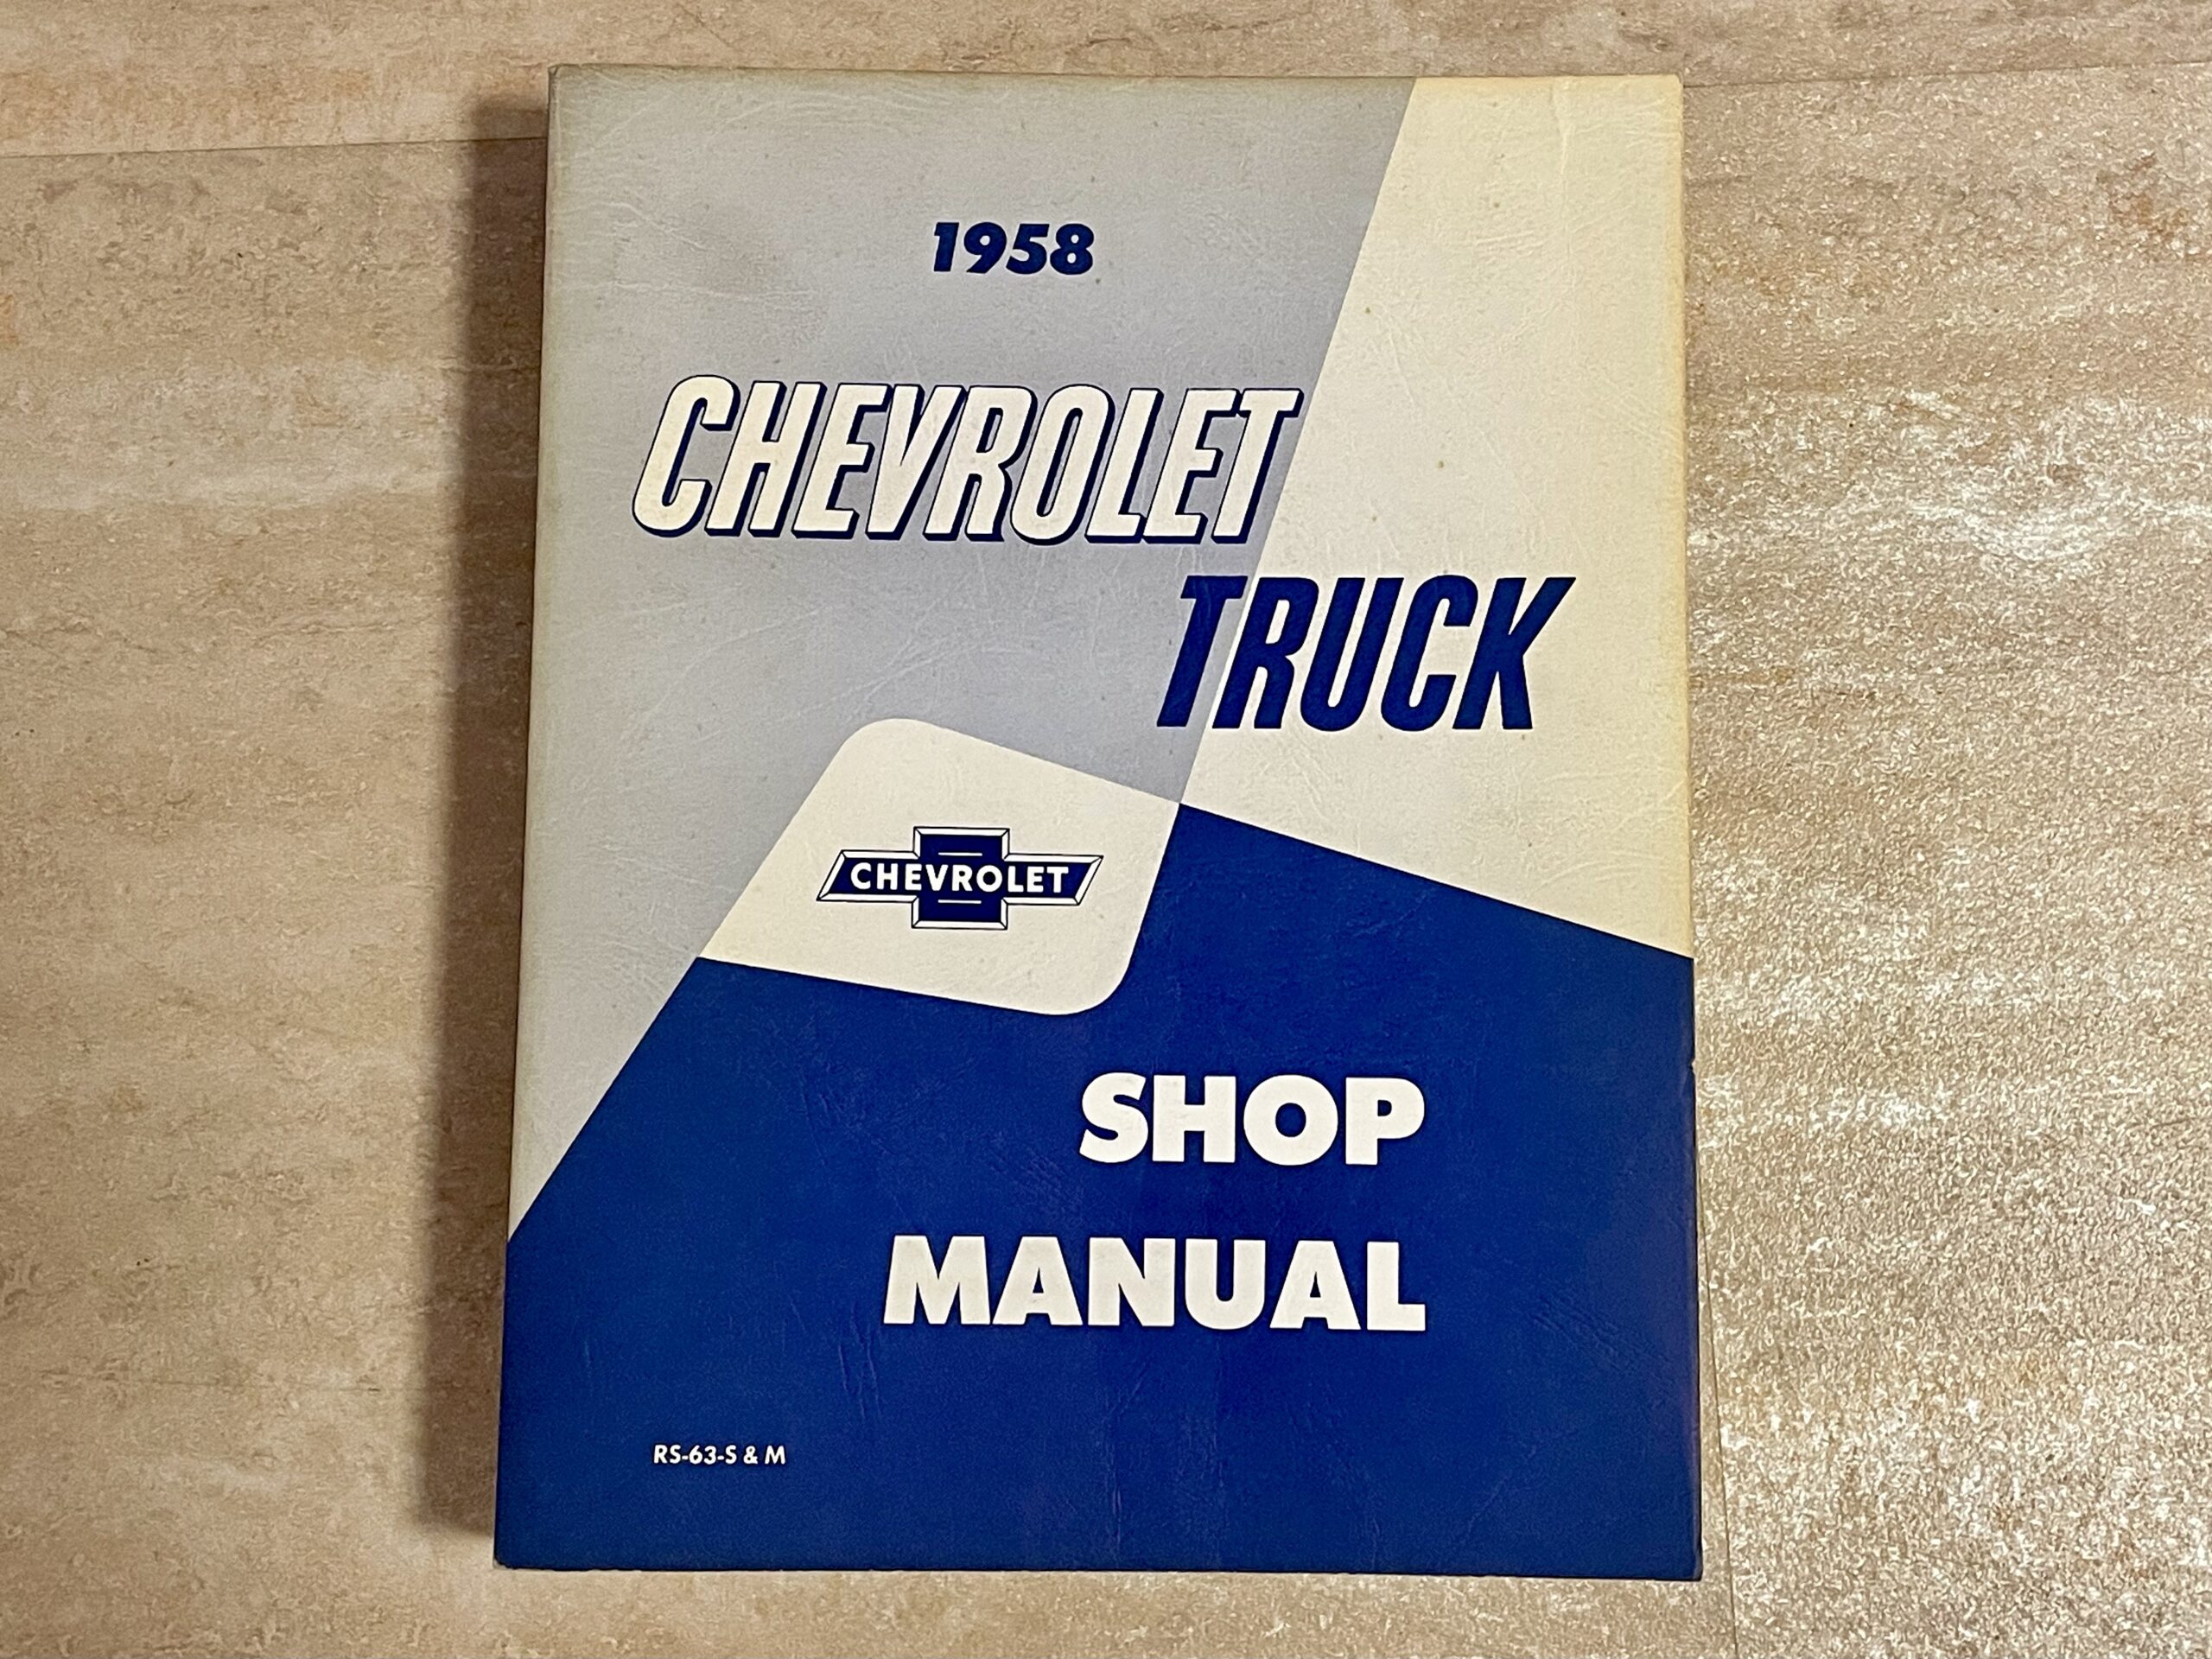 1958
CHEVROLET
TRUCK
CHEVROLET
SHOP
MANUAL
RS-63-S & M